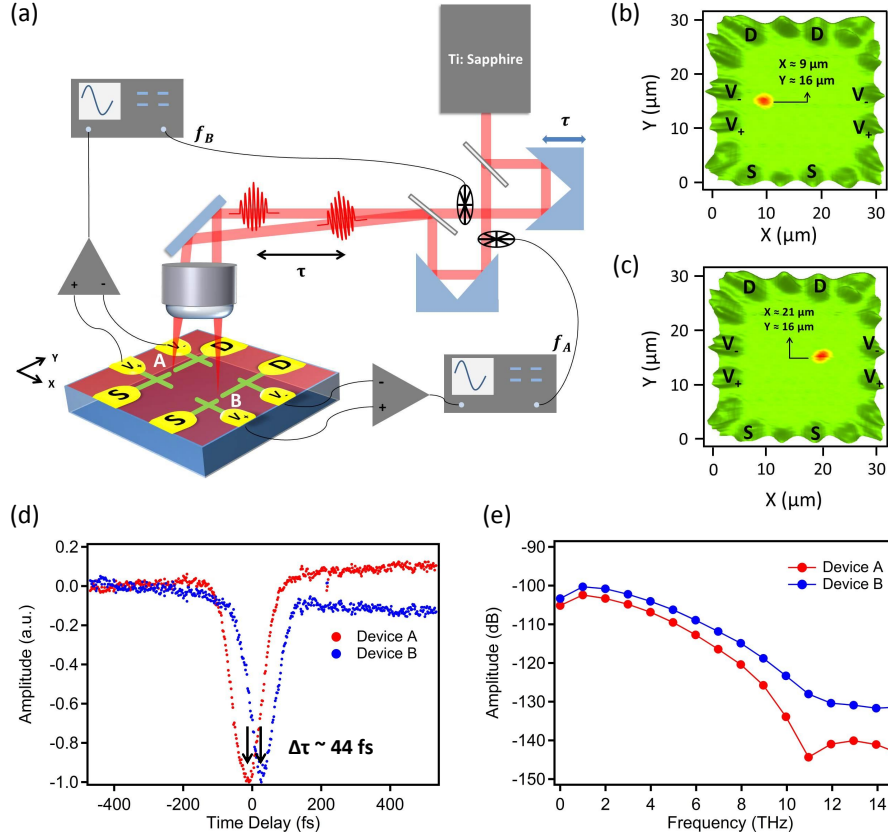 (a)
Ti: Sapphire
τ
f_B
τ
+ -
V₊ V₋ D
A
S D
B
S V₊ V₋
Y
X
-
+
f_A
(b)
D D
X ≈ 9 µm
Y ≈ 16 µm
V₋ V₋
V₊ V₊
S S
30
20
10
0
Y (µm)
0 10 20 30
X (µm)
(c)
D D
X ≈ 21 µm
Y ≈ 16 µm
V₋ V₋
V₊ V₊
S S
30
20
10
0
Y (µm)
0 10 20 30
X (µm)
(d)
0.2
0.0
-0.2
-0.4
-0.6
-0.8
-1.0
Amplitude (a.u.)
Device A
Device B
Δτ ~ 44 fs
-400 -200 0 200 400
Time Delay (fs)
(e)
-90
-100
-110
-120
-130
-140
-150
Amplitude (dB)
Device A
Device B
0 2 4 6 8 10 12 14
Frequency (THz)